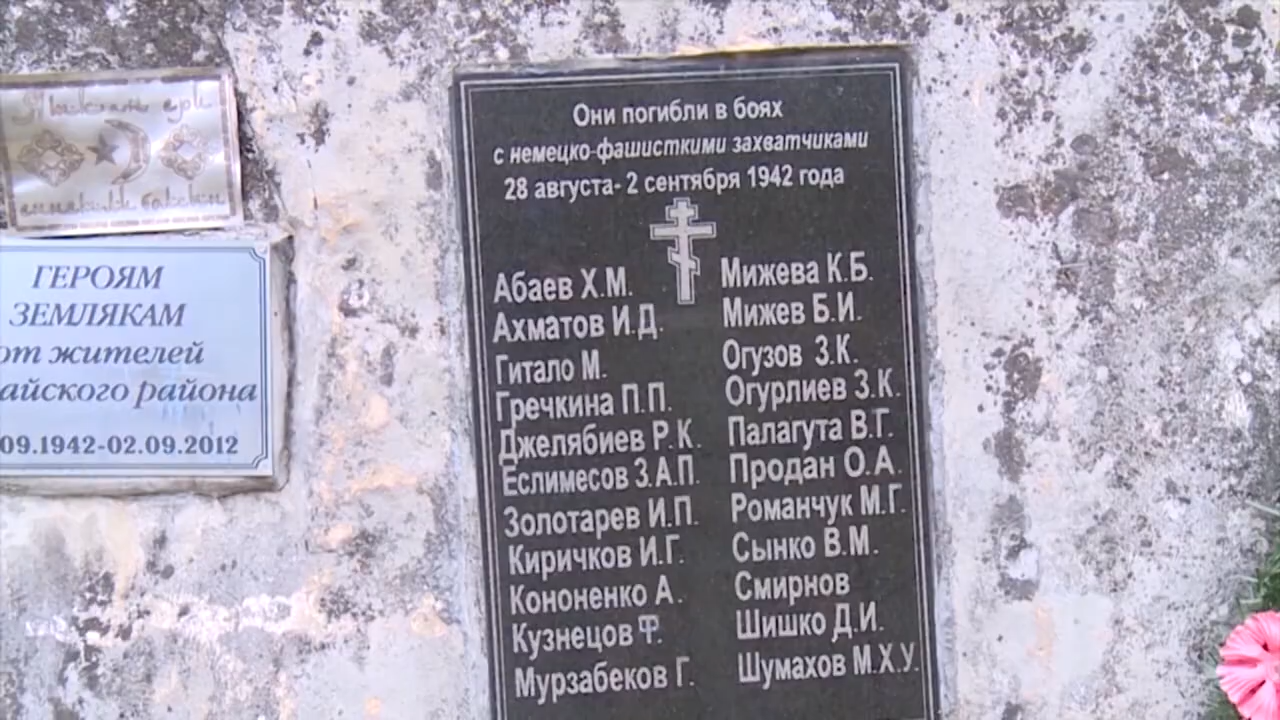 ГЕРОЯМ
ЗЕМЛЯКАМ
от жителей
айского района
09.1942-02.09.2012
Они погибли в боях
с немецко-фашисткими захватчиками
28 августа- 2 сентября 1942 года
Абаев Х.М.
Ахматов И.Д.
Гитало М.
Гречкина П.П.
Джелябиев Р.К.
Еслимесов З.А.П.
Золотарев И.П.
Киричков И.Г.
Кононенко А.
Кузнецов Ф.
Мурзабеков Г.
Мижева К.Б.
Мижев Б.И.
Огузов З.К.
Огурлиев З.К.
Палагута В.Г.
Продан О.А.
Романчук М.Г.
Сынко В.М.
Смирнов
Шишко Д.И.
Шумахов М.Х.У.